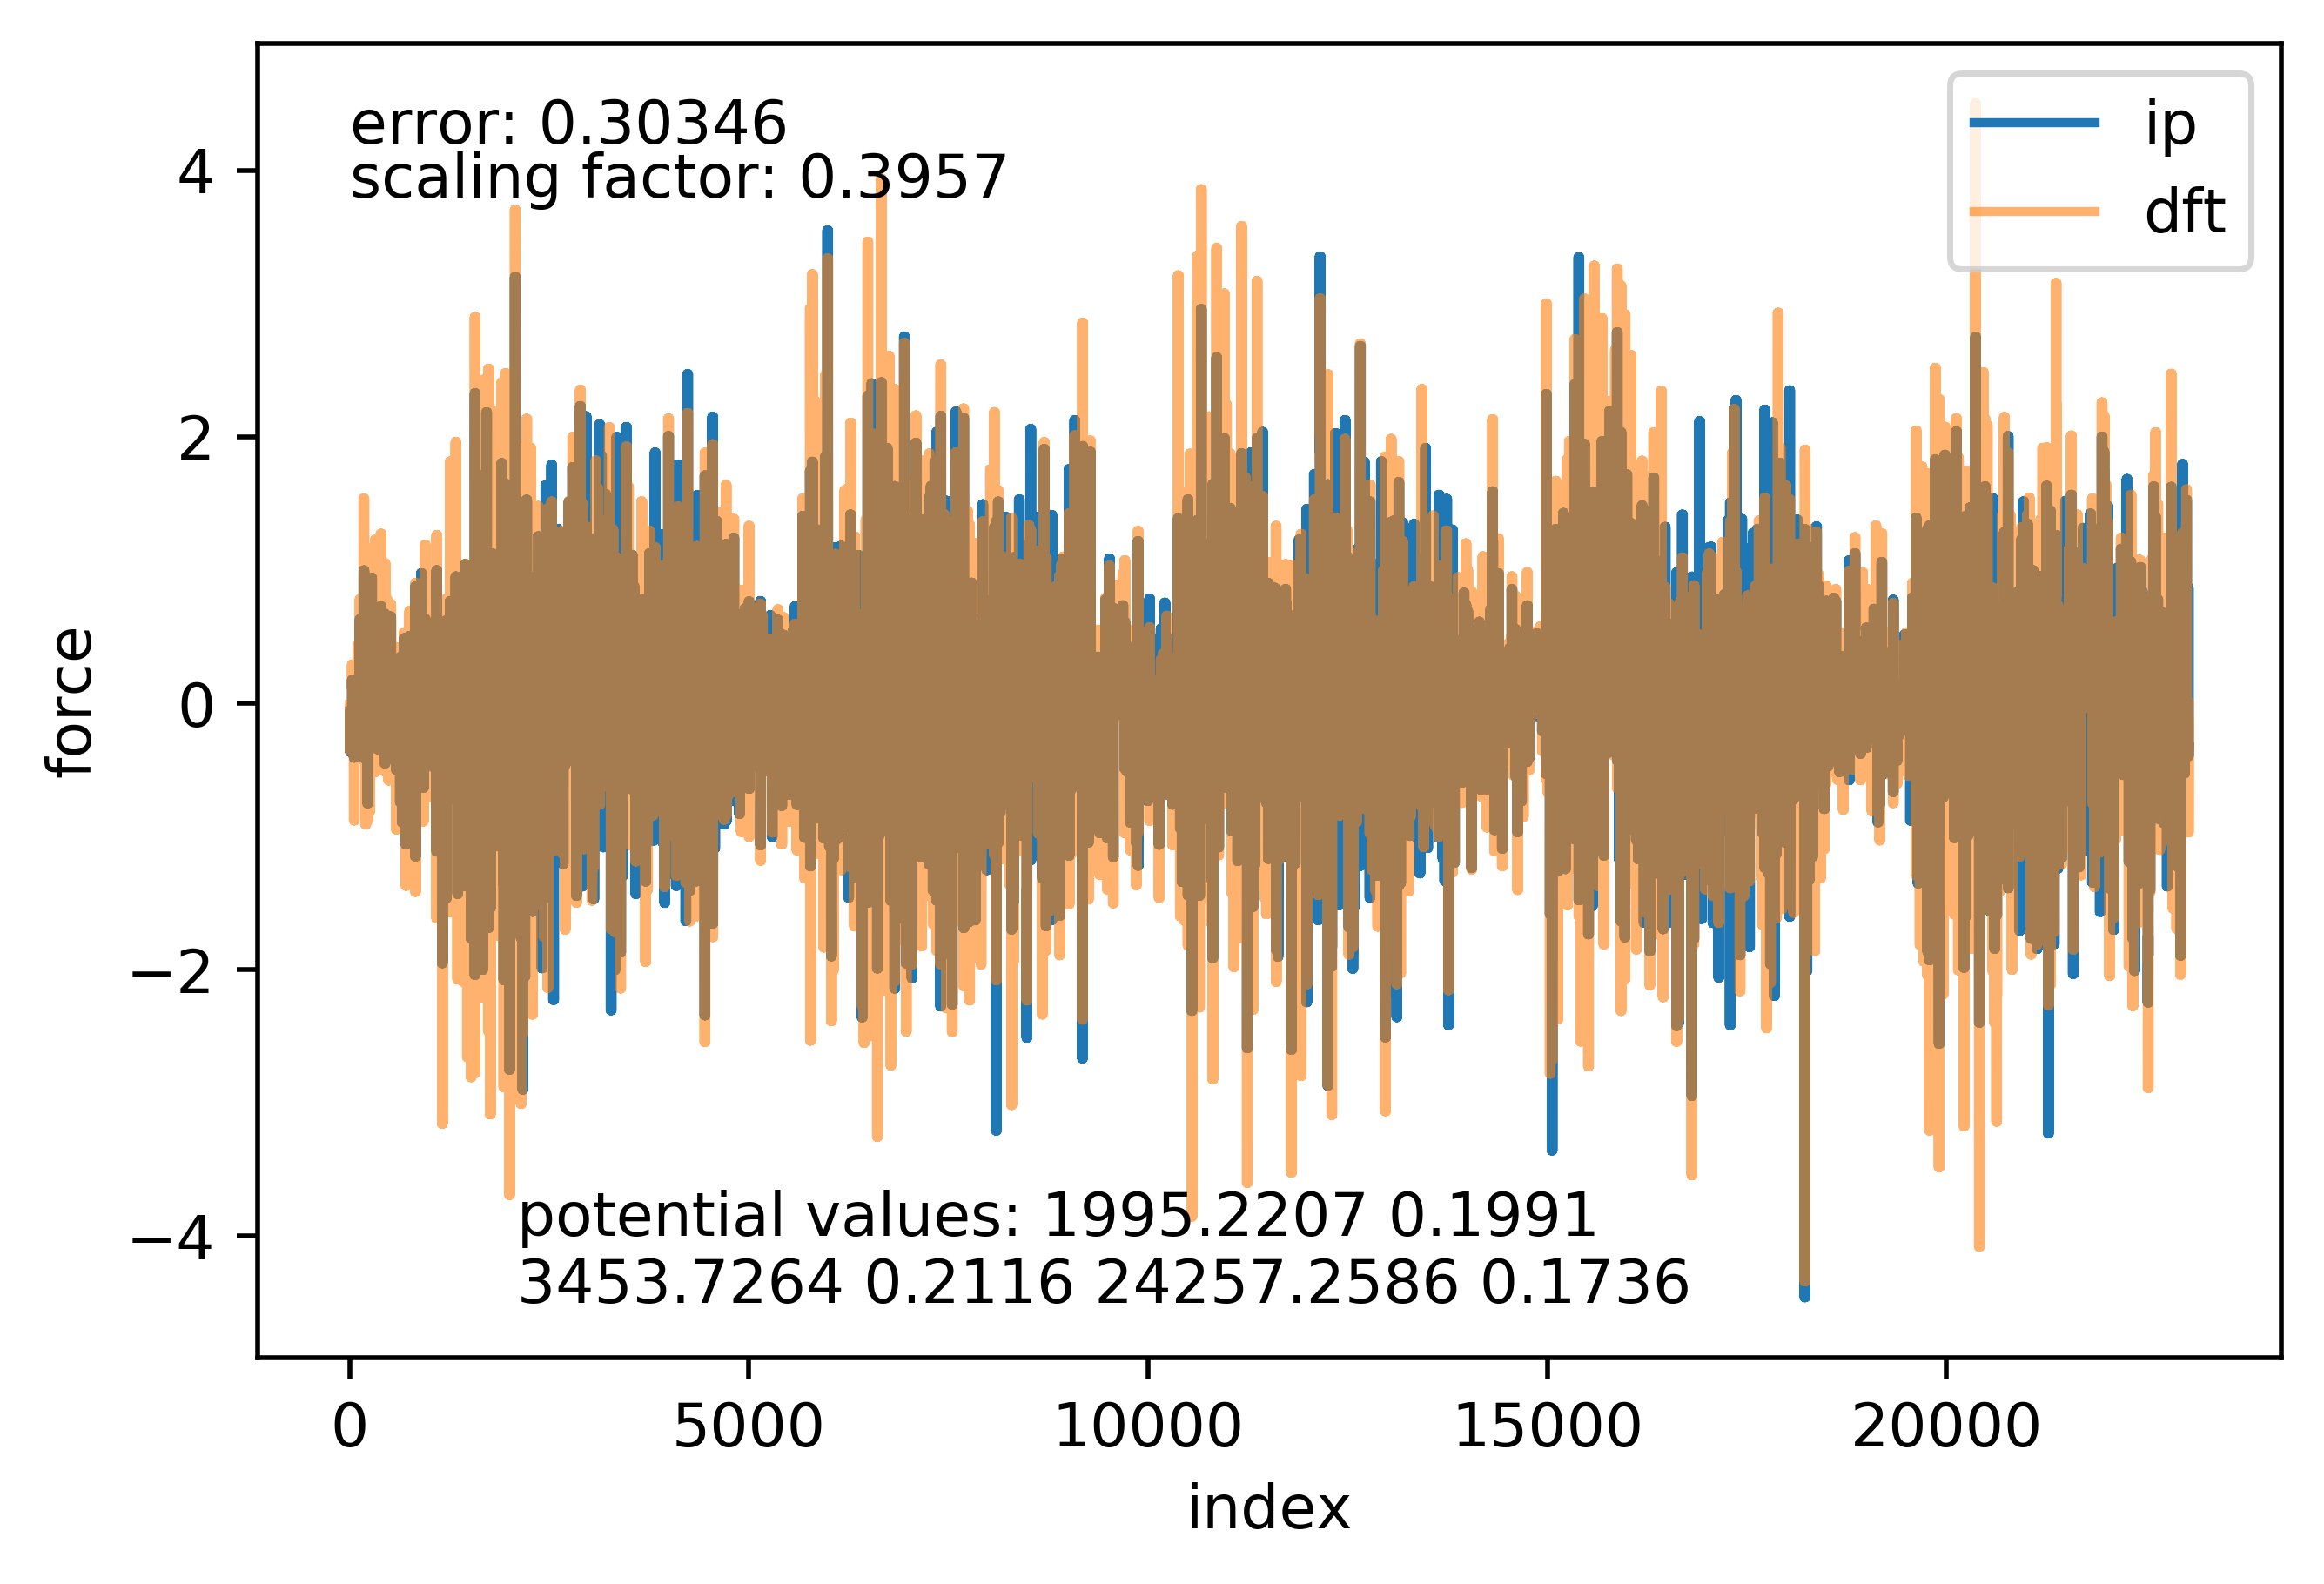 error: 0.30346
scaling factor: 0.3957
ip
dft
4
2
0
−2
−4
force
potential values: 1995.2207 0.1991
3453.7264 0.2116 24257.2586 0.1736
0 5000 10000 15000 20000
index